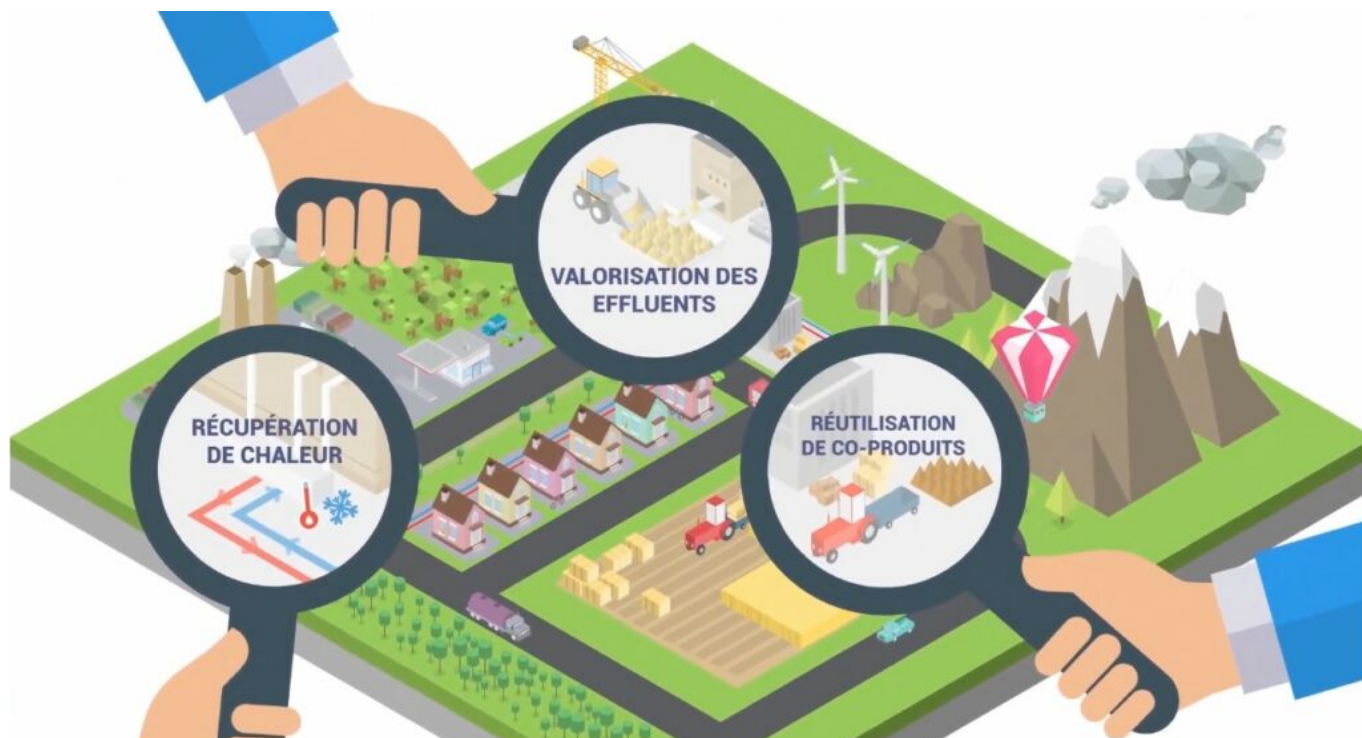 VALORISATION DES
EFFLUENTS
RÉCUPÉRATION
DE CHALEUR
RÉUTILISATION
DE CO-PRODUITS